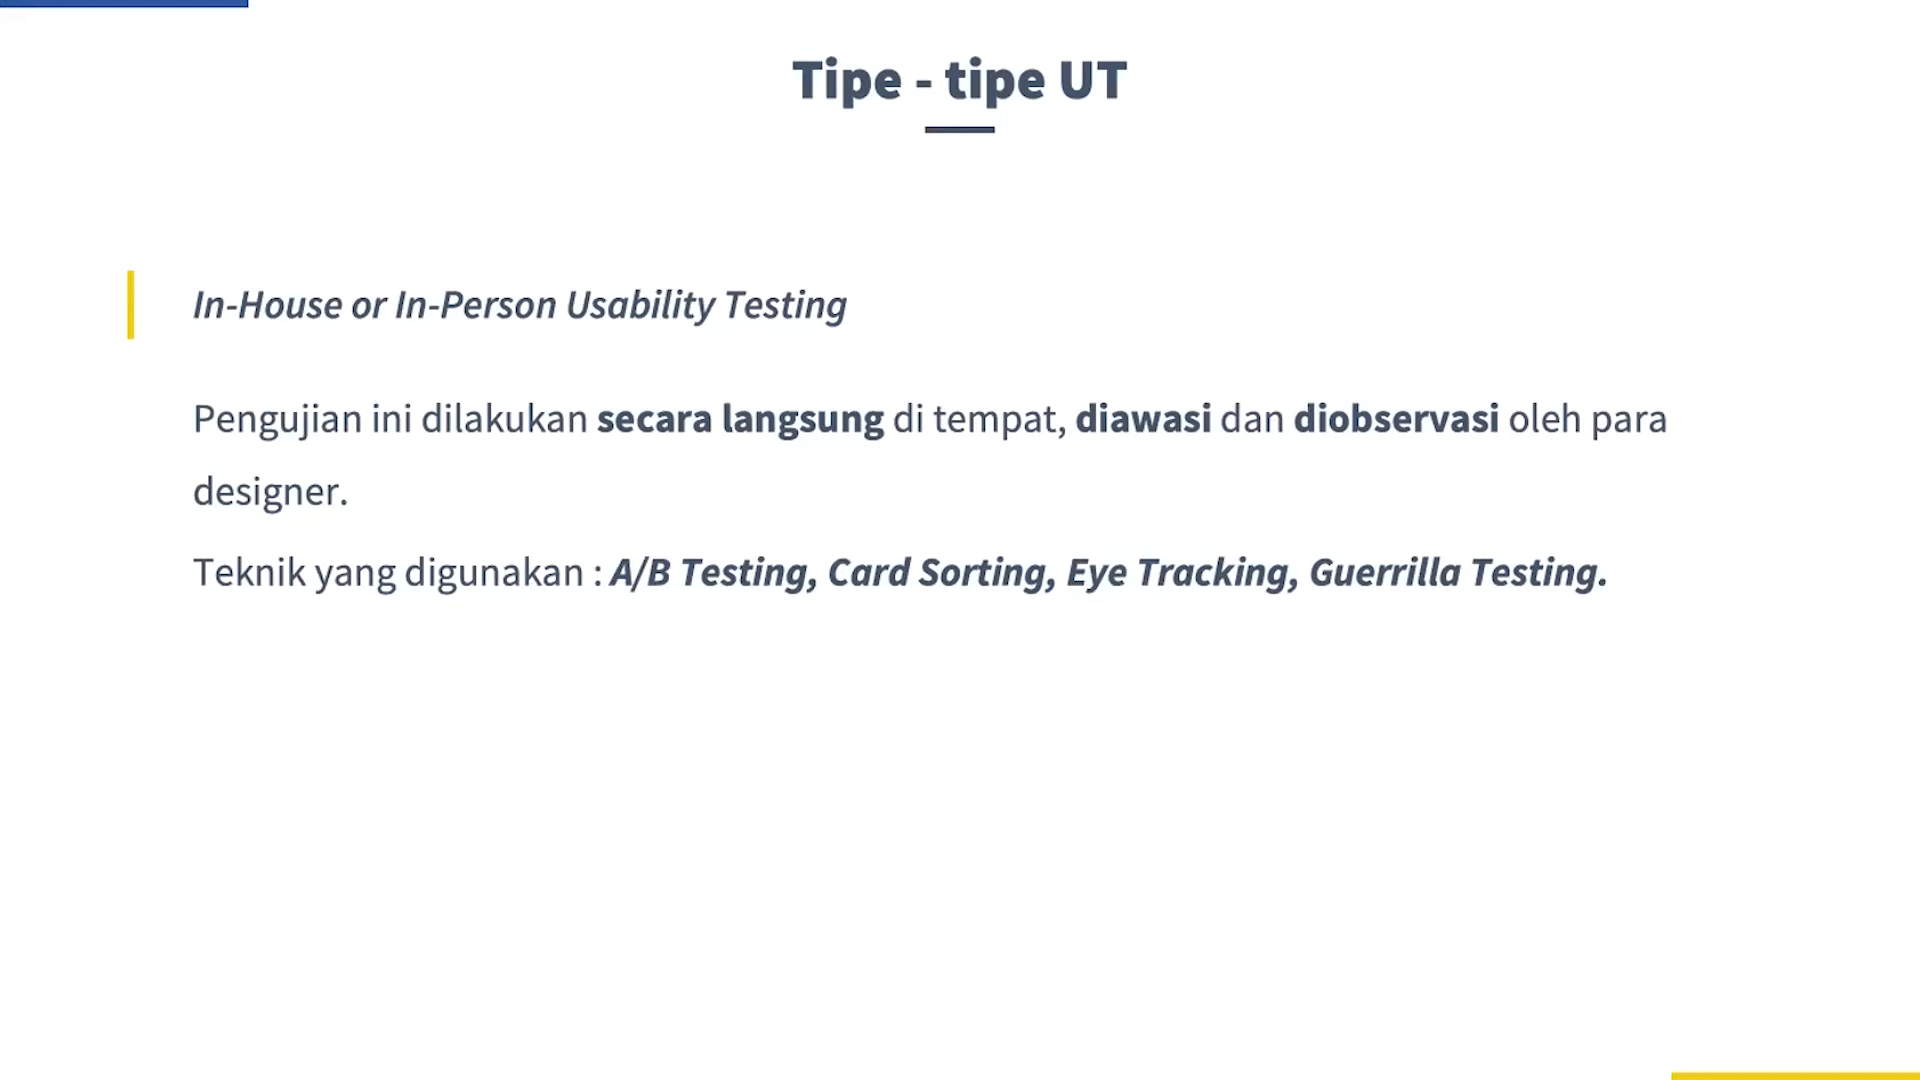 Tipe - tipe UT
In-House or In-Person Usability Testing
Pengujian ini dilakukan secara langsung di tempat, diawasi dan diobservasi oleh para
designer.
Teknik yang digunakan : A/B Testing, Card Sorting, Eye Tracking, Guerrilla Testing.